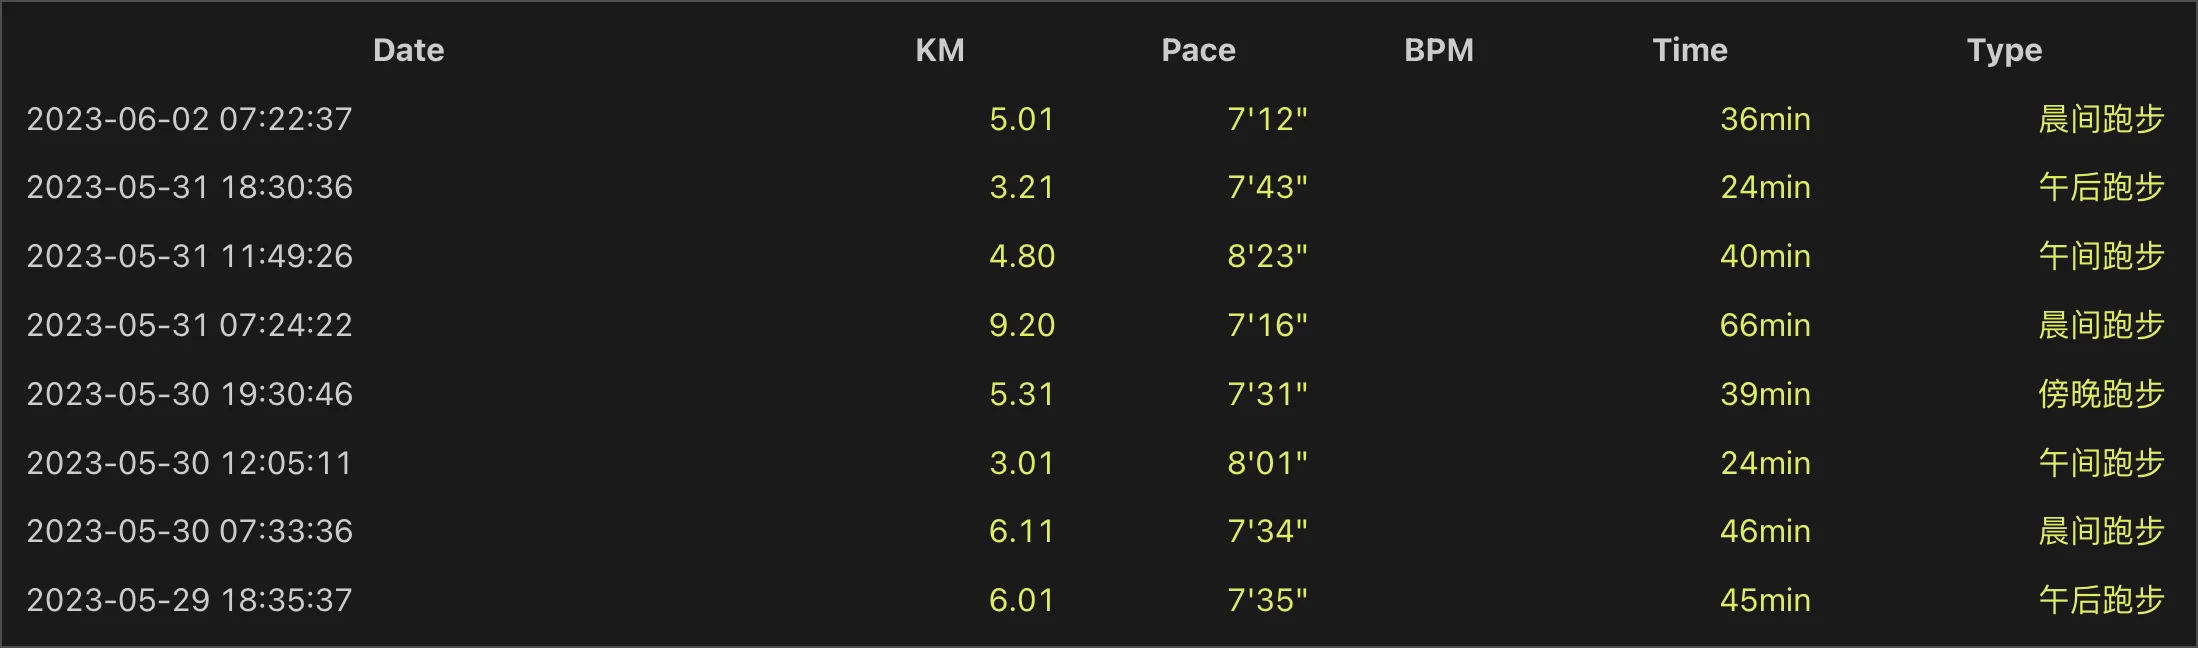 Date KM Pace BPM Time Type
2023-06-02 07:22:37 5.01 7'12" 36min 晨间跑步
2023-05-31 18:30:36 3.21 7'43" 24min 午后跑步
2023-05-31 11:49:26 4.80 8'23" 40min 午间跑步
2023-05-31 07:24:22 9.20 7'16" 66min 晨间跑步
2023-05-30 19:30:46 5.31 7'31" 39min 傍晚跑步
2023-05-30 12:05:11 3.01 8'01" 24min 午间跑步
2023-05-30 07:33:36 6.11 7'34" 46min 晨间跑步
2023-05-29 18:35:37 6.01 7'35" 45min 午后跑步